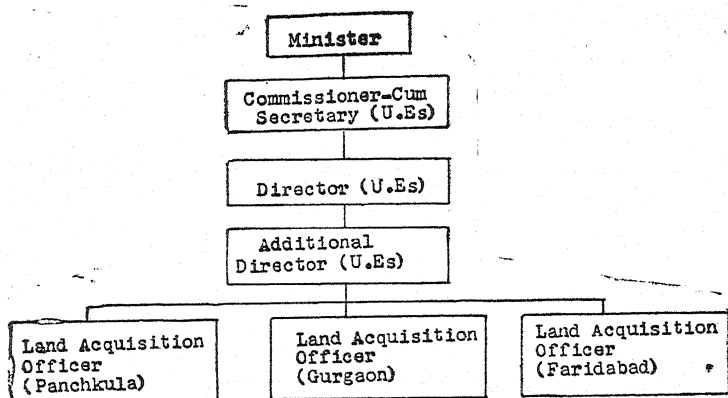 Minister
Commissioner-Cum
Secretary (U.Es)
Director (U.Es)
Additional
Director (U.Es)
Land Acquisition
Officer
(Panchkula)
Land Acquisition
Officer
(Gurgaon)
Land Acquisition
Officer
(Faridabad)